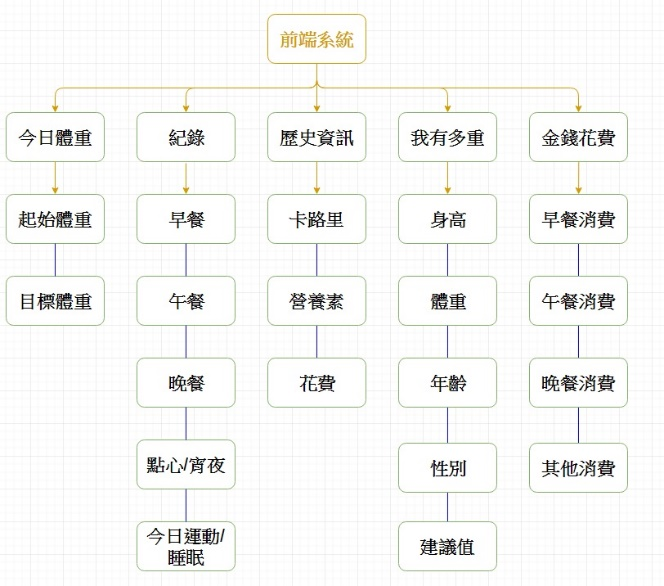 前端系統
今日體重
紀錄
歷史資訊
我有多重
金錢花費
起始體重
早餐
卡路里
身高
早餐消費
目標體重
午餐
營養素
體重
午餐消費
晚餐
花費
年齡
晚餐消費
點心/宵夜
性別
其他消費
今日運動/
睡眠
建議值